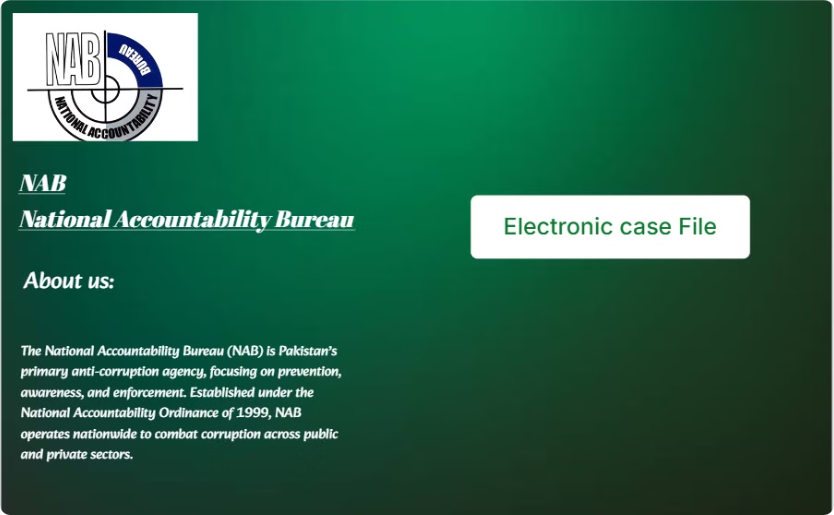 NAB
BUREAU
NATIONAL ACCOUNTABILITY
NAB
National Accountability Bureau
Electronic case File
About us:
The National Accountability Bureau (NAB) is Pakistan's
primary anti-corruption agency, focusing on prevention,
awareness, and enforcement. Established under the
National Accountability Ordinance of 1999, NAB
operates nationwide to combat corruption across public
and private sectors.